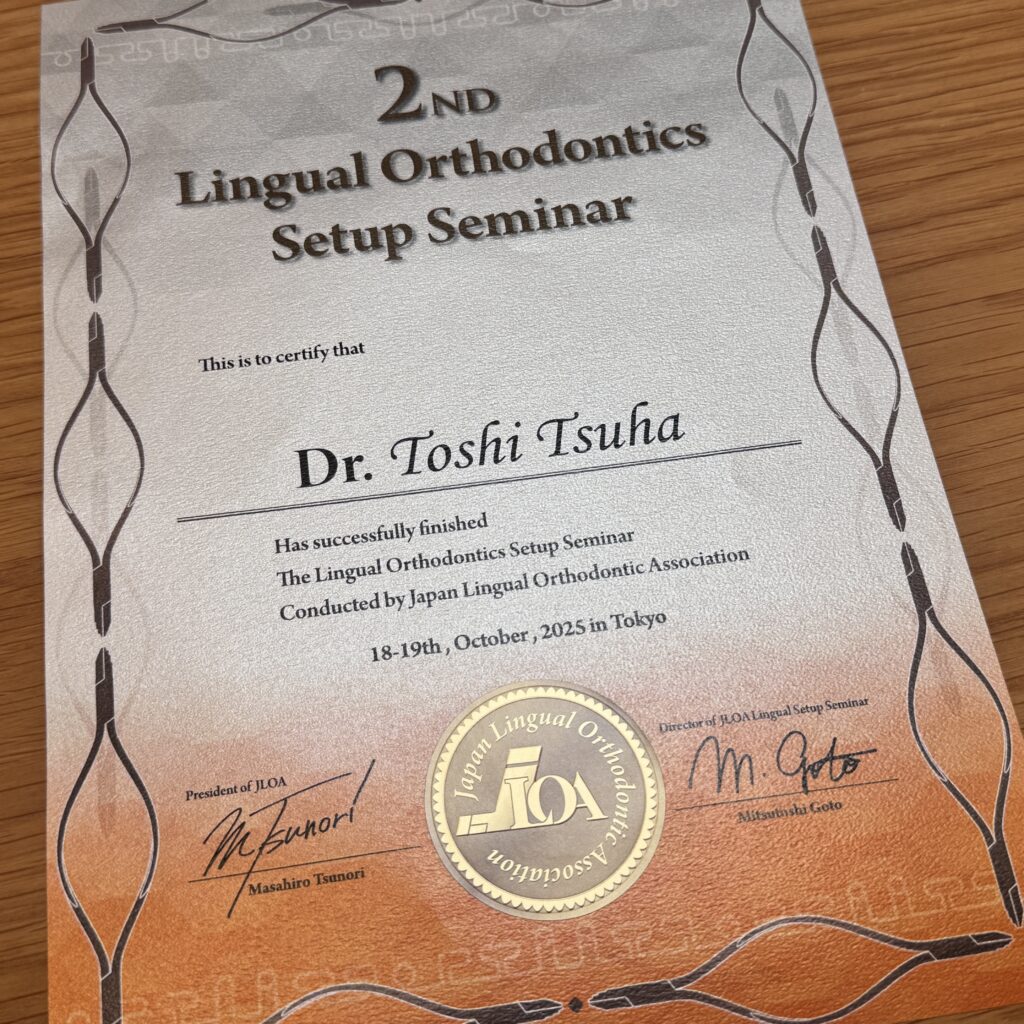 2ND
Lingual Orthodontics
Setup Seminar
This is to certify that
Dr. Toshi Tsuha
Has successfully finished
The Lingual Orthodontics Setup Seminar
Conducted by Japan Lingual Orthodontic Association
18-19th , October , 2025 in Tokyo
President of JLOA
M Tsunori
Masahiro Tsunori
Japan Lingual Orthodontic Association
JLOA
Director of JLOA Lingual Setup Seminar
M. Goto
Mitsutoshi Goto